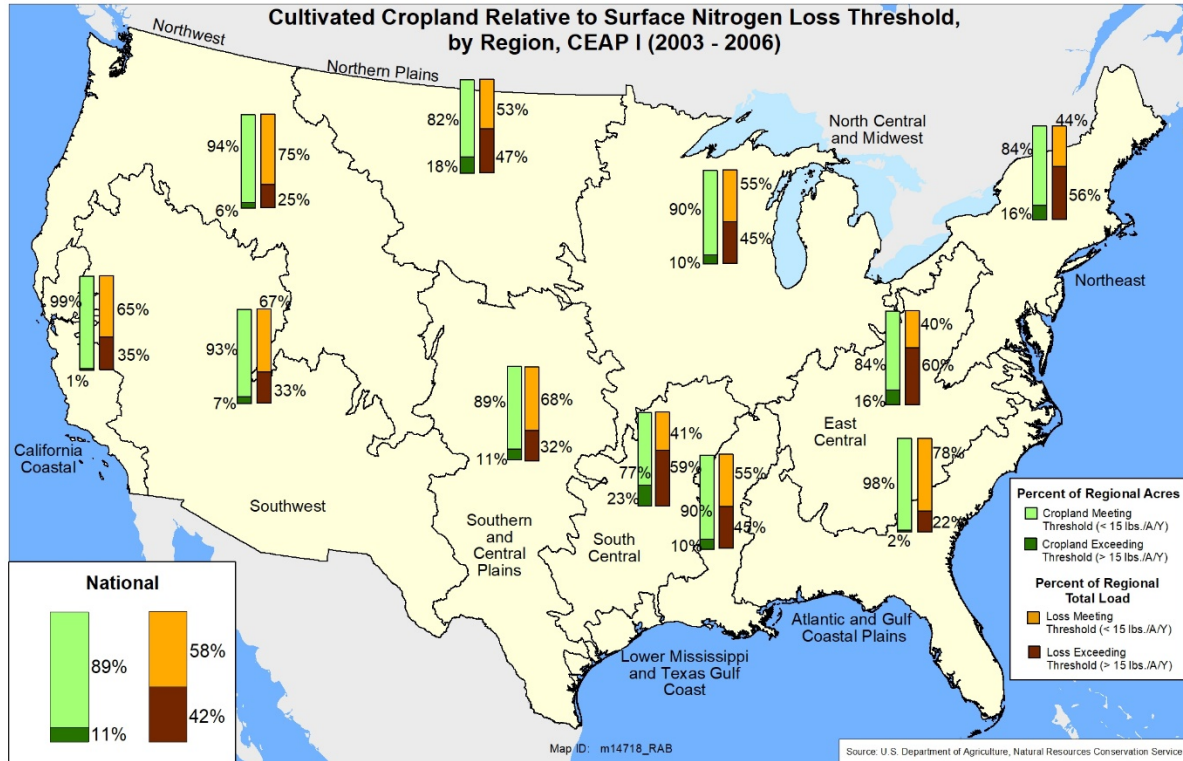 Cultivated Cropland Relative to Surface Nitrogen Loss Threshold,
by Region, CEAP I (2003 - 2006)
Northwest
Northern Plains
82%
18%
53%
47%
94%
6%
75%
25%
North Central
and Midwest
90%
10%
55%
45%
84%
16%
44%
56%
Northeast
99%
1%
65%
35%
93%
7%
67%
33%
84%
16%
40%
60%
East
Central
89%
11%
68%
32%
77%
23%
41%
59%
90%
10%
55%
45%
98%
2%
78%
22%
California
Coastal
Southwest
Southern
and
Central
Plains
South
Central
Lower Mississippi
and Texas Gulf
Coast
Atlantic and Gulf
Coastal Plains
National
89%
11%
58%
42%
Percent of Regional Acres
Cropland Meeting
Threshold (< 15 lbs./A/Y)
Cropland Exceeding
Threshold (> 15 lbs./A/Y)
Percent of Regional
Total Load
Loss Meeting
Threshold (< 15 lbs./A/Y)
Loss Exceeding
Threshold (> 15 lbs./A/Y)
Map ID: m14718_RAB
Source: U.S. Department of Agriculture, Natural Resources Conservation Service